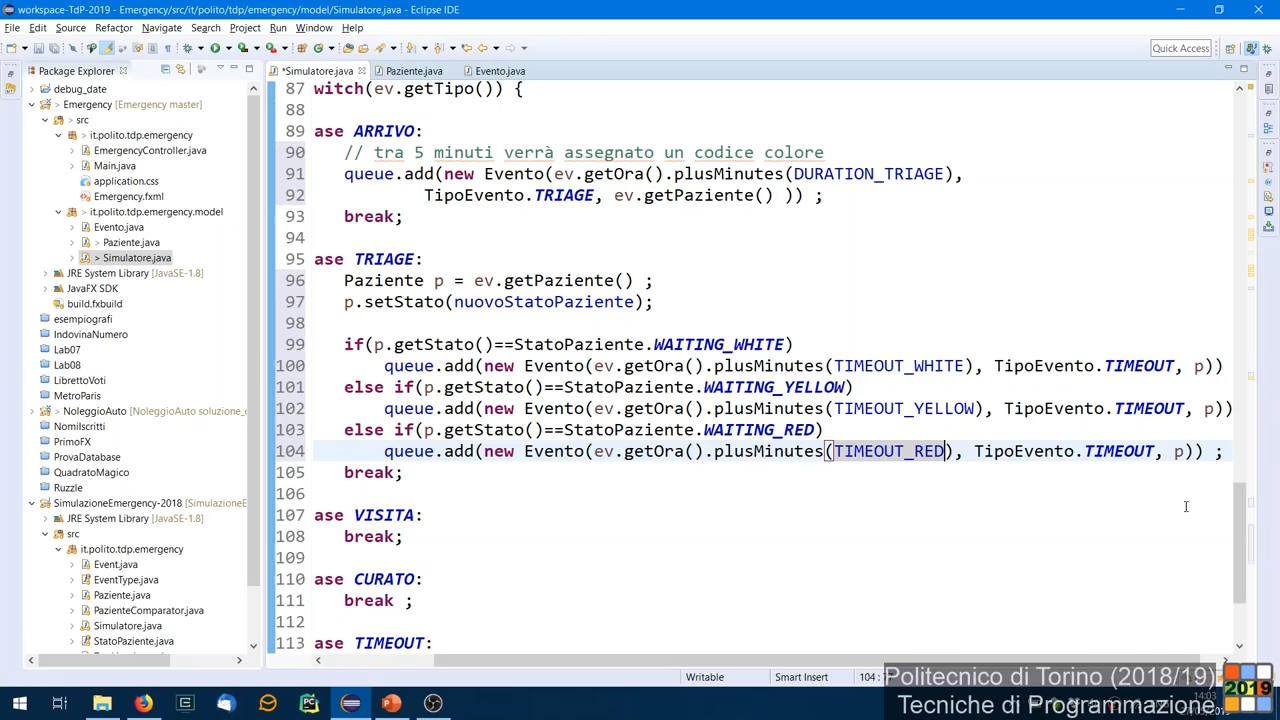 workspace-TdP-2019 - Emergency/src/it/polito/tdp/emergency/model/Simulatore.java - Eclipse IDE
File Edit Source Refactor Navigate Search Project Run Window Help
Quick Access
Package Explorer
*Simulatore.java Paziente.java Evento.java
debug_date
> Emergency [Emergency master]
> src
it.polito.tdp.emergency
EmergencyController.java
Main.java
application.css
Emergency.fxml
> it.polito.tdp.emergency.model
Evento.java
> Paziente.java
> Simulatore.java
JRE System Library [JavaSE-1.8]
JavaFX SDK
build.fxbuild
esempiografi
IndovinaNumero
Lab07
Lab08
LibrettoVoti
MetroParis
> NoleggioAuto [NoleggioAuto soluzione_c
NomiIscritti
PrimoFX
ProvaDatabase
QuadratoMagico
Ruzzle
SimulazioneEmergency-2018 [SimulazioneE
JRE System Library [JavaSE-1.8]
src
it.polito.tdp.emergency
Event.java
EventType.java
Paziente.java
PazienteComparator.java
Simulatore.java
StatoPaziente.java
87 witch(ev.getTipo()) {
88
89 ase ARRIVO:
90 // tra 5 minuti verrà assegnato un codice colore
91 queue.add(new Evento(ev.getOra().plusMinutes(DURATION_TRIAGE),
92 TipoEvento.TRIAGE, ev.getPaziente() )) ;
93 break;
94
95 ase TRIAGE:
96 Paziente p = ev.getPaziente() ;
97 p.setStato(nuovoStatoPaziente);
98
99 if(p.getStato()==StatoPaziente.WAITING_WHITE)
100 queue.add(new Evento(ev.getOra().plusMinutes(TIMEOUT_WHITE), TipoEvento.TIMEOUT, p))
101 else if(p.getStato()==StatoPaziente.WAITING_YELLOW)
102 queue.add(new Evento(ev.getOra().plusMinutes(TIMEOUT_YELLOW), TipoEvento.TIMEOUT, p))
103 else if(p.getStato()==StatoPaziente.WAITING_RED)
104 queue.add(new Evento(ev.getOra().plusMinutes(TIMEOUT_RED), TipoEvento.TIMEOUT, p)) ;
105 break;
106
107 ase VISITA:
108 break;
109
110 ase CURATO:
111 break ;
112
113 ase TIMEOUT:
Writable Smart Insert 104 :
Politecnico di Torino (2018/19)
Tecniche di Programmazione
2019
14:03